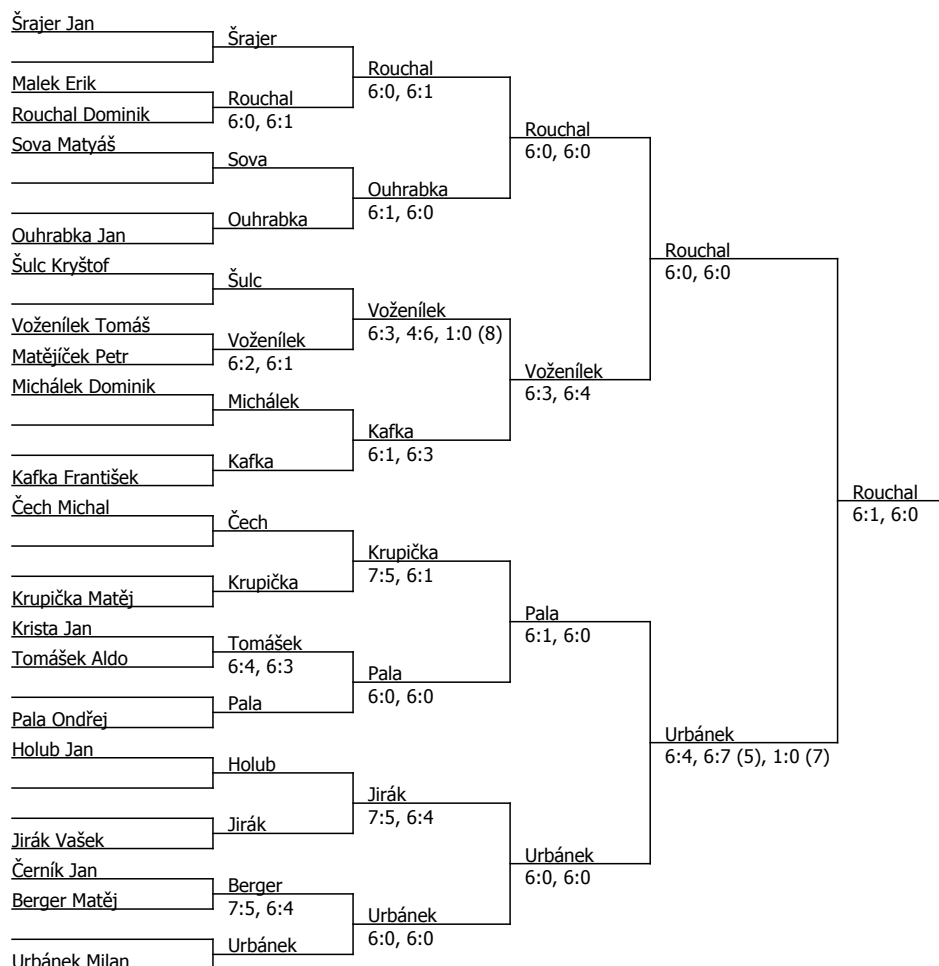 Šrajer Jan
Malek Erik
Rouchal Dominik
Sova Matyáš
Ouhrabka Jan
Šulc Kryštof
Voženílek Tomáš
Matějíček Petr
Michálek Dominik
Kafka František
Čech Michal
Krupička Matěj
Krista Jan
Tomášek Aldo
Pala Ondřej
Holub Jan
Jirák Vašek
Černík Jan
Berger Matěj
Urbánek Milan
Šrajer
Rouchal
6:0, 6:1
Sova
Ouhrabka
Šulc
Voženílek
6:2, 6:1
Michálek
Kafka
Čech
Krupička
Tomášek
6:4, 6:3
Pala
Holub
Jirák
Berger
7:5, 6:4
Urbánek
Rouchal
6:0, 6:1
Ouhrabka
6:1, 6:0
Voženílek
6:3, 4:6, 1:0 (8)
Kafka
6:1, 6:3
Krupička
7:5, 6:1
Pala
6:0, 6:0
Jirák
7:5, 6:4
Urbánek
6:0, 6:0
Rouchal
6:0, 6:0
Voženílek
6:3, 6:4
Pala
6:1, 6:0
Urbánek
6:0, 6:0
Rouchal
6:0, 6:0
Urbánek
6:4, 6:7 (5), 1:0 (7)
Rouchal
6:1, 6:0